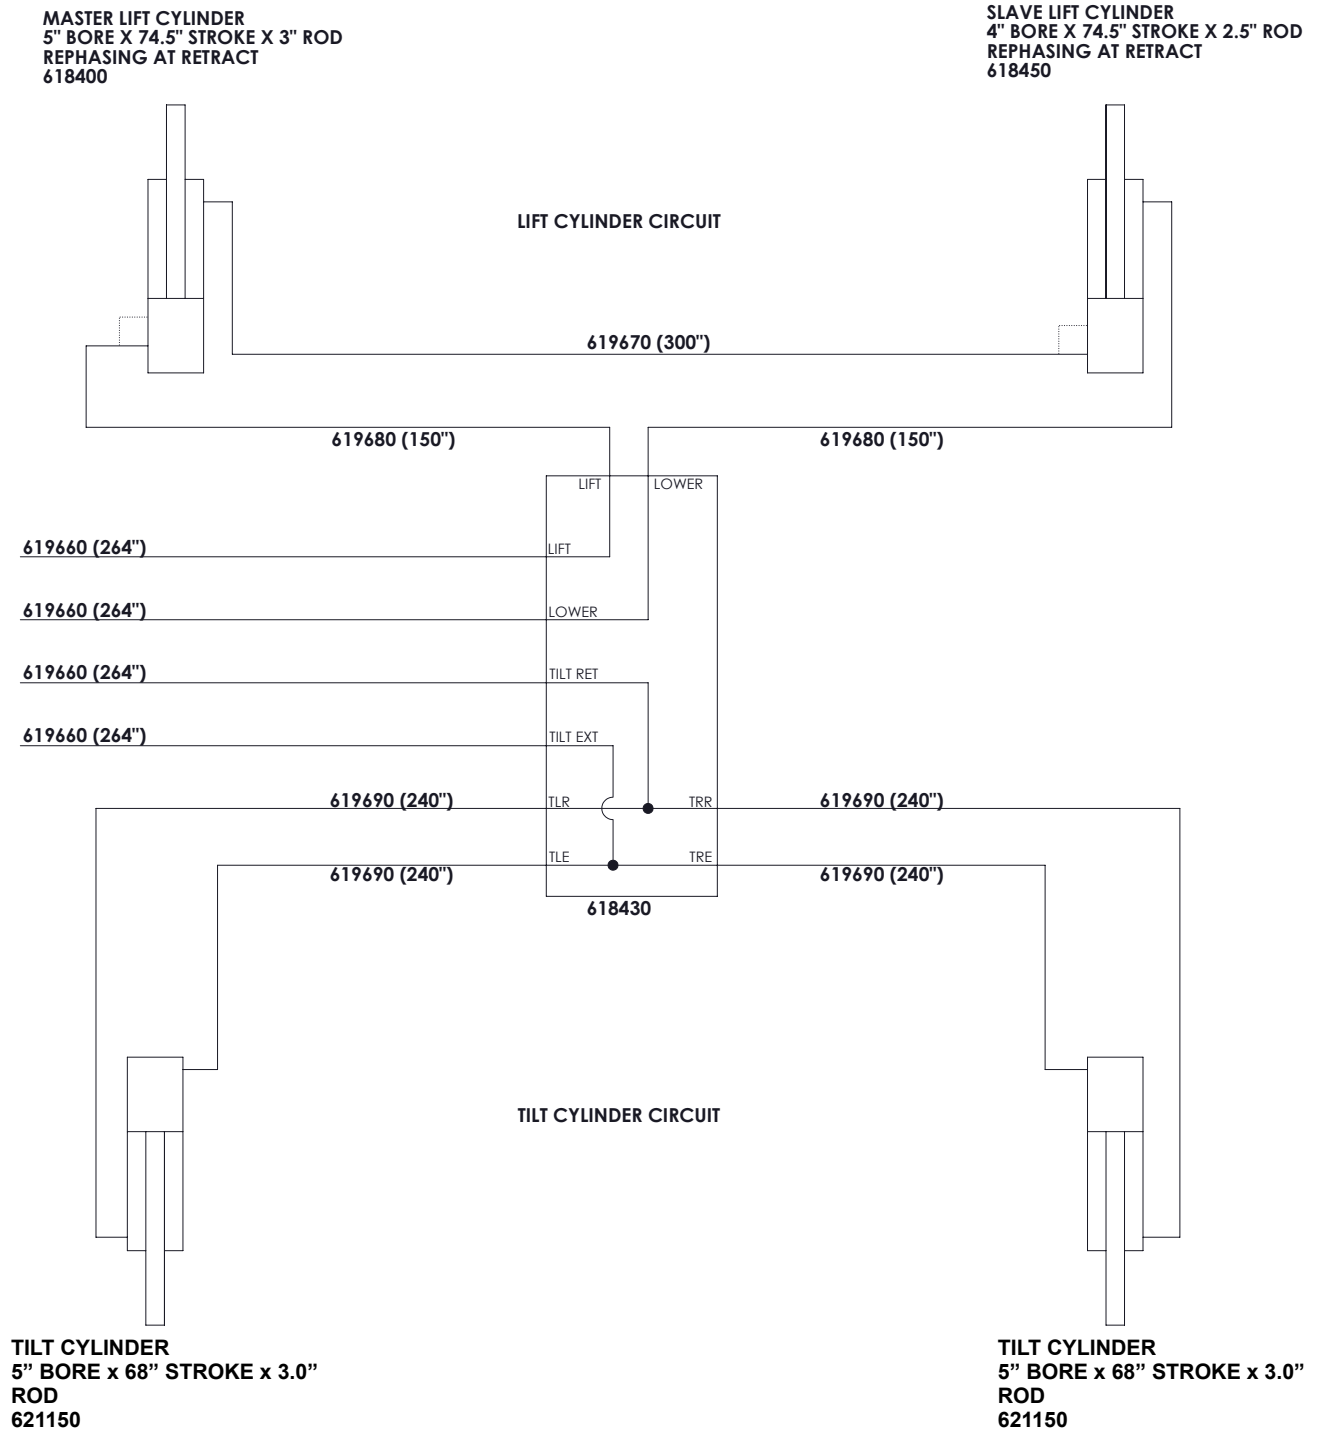 MASTER LIFT CYLINDER
5" BORE X 74.5" STROKE X 3" ROD
REPHASING AT RETRACT
618400
SLAVE LIFT CYLINDER
4" BORE X 74.5" STROKE X 2.5" ROD
REPHASING AT RETRACT
618450
LIFT CYLINDER CIRCUIT
619670 (300")
619680 (150")
619680 (150")
LIFT
LOWER
619660 (264")
LIFT
619660 (264")
LOWER
619660 (264")
TILT RET
619660 (264")
TILT EXT
619690 (240")
TLR
TRR
619690 (240")
619690 (240")
TLE
TRE
619690 (240")
618430
TILT CYLINDER CIRCUIT
TILT CYLINDER
5” BORE x 68” STROKE x 3.0”
ROD
621150
TILT CYLINDER
5” BORE x 68” STROKE x 3.0”
ROD
621150